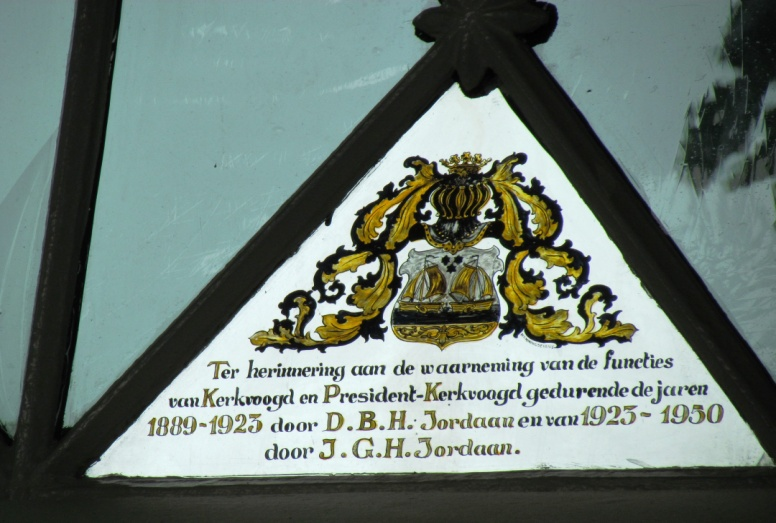 Ter herinnering aan de waarneming van de functies
van Kerkvoogd en President-Kerkvoogd gedurende de jaren
1889-1923 door D.B.H. Jordaan en van 1923-1950
door J.G.H. Jordaan.